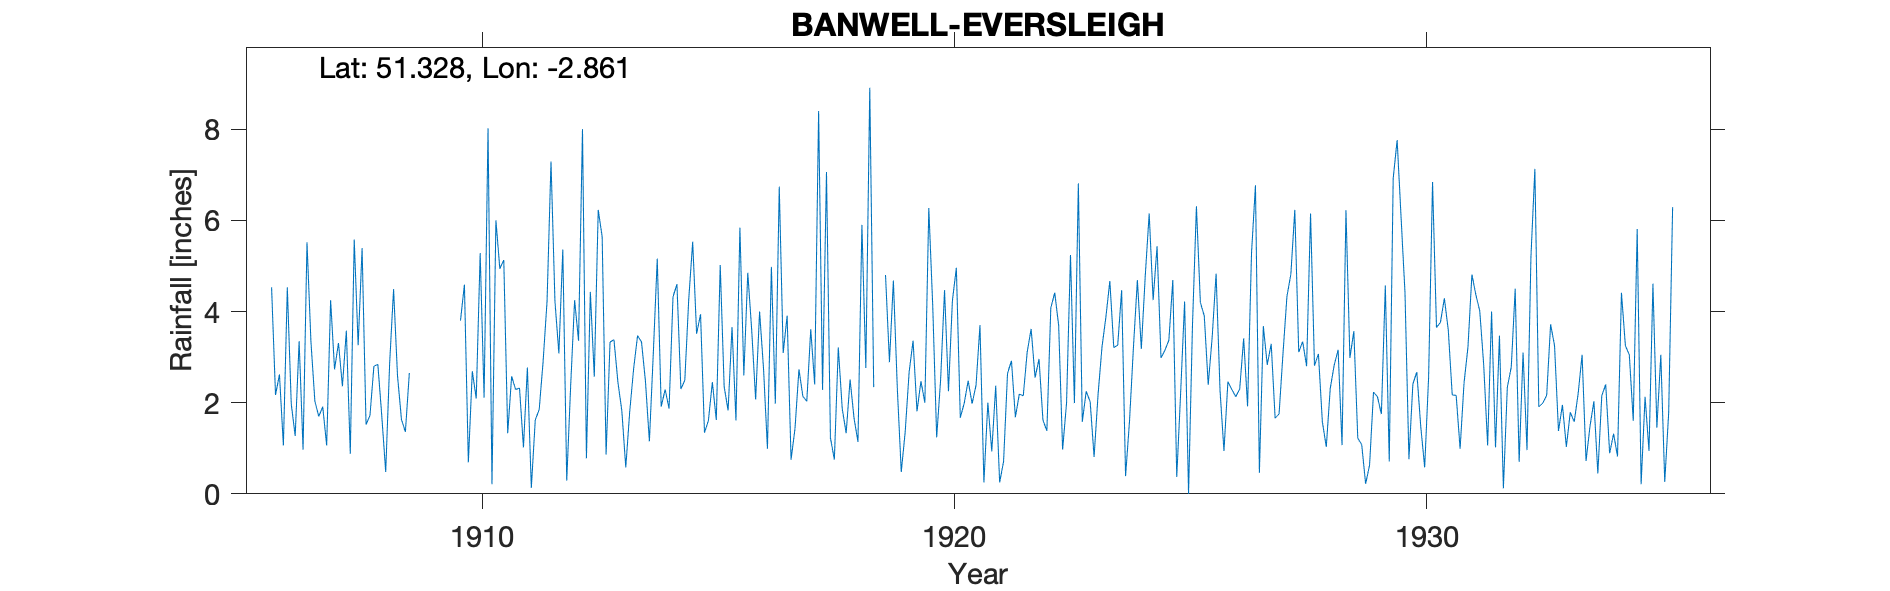 BANWELL-EVERSLEIGH
Lat: 51.328, Lon: -2.861
Rainfall [inches]
8
6
4
2
0
1910 1920 1930
Year